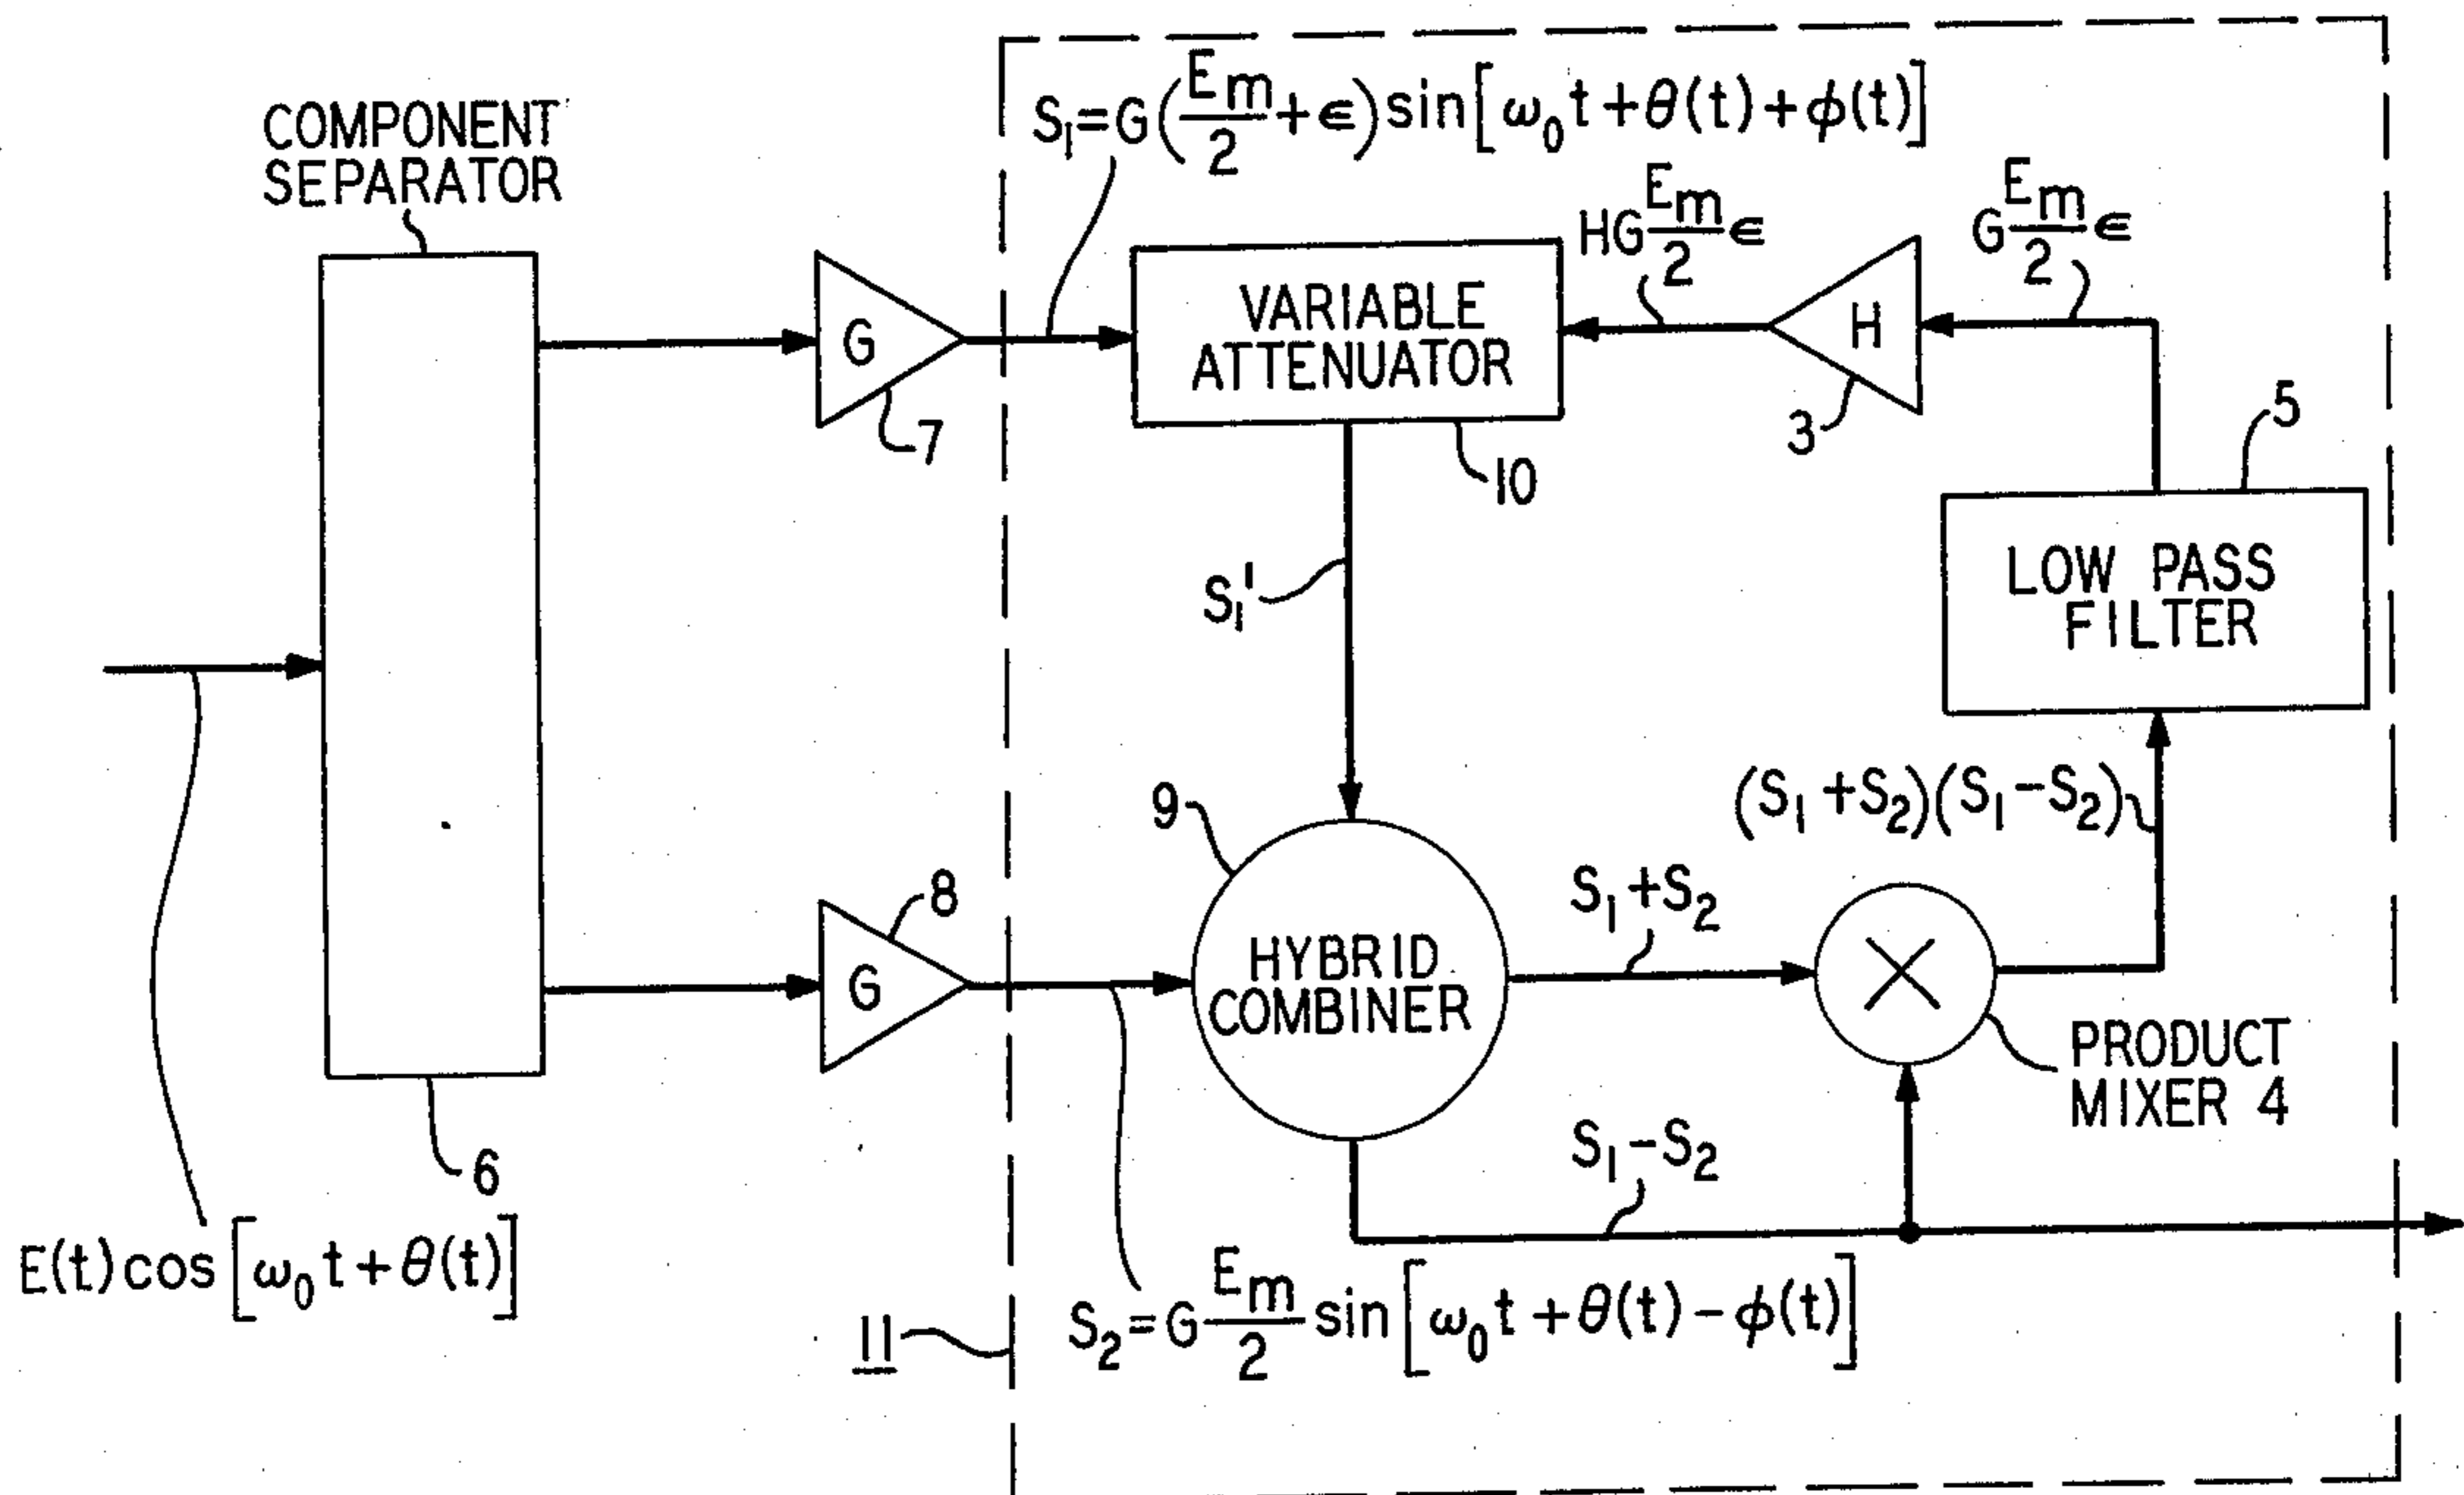 COMPONENT
SEPARATOR
S₁=G(Em/2+ϵ)sin[ω₀t+θ(t)+ϕ(t)]
HG Em/2 ϵ
G Em/2 ϵ
G
7
VARIABLE
ATTENUATOR
10
H
3
5
LOW PASS
FILTER
S₁'
9
(S₁+S₂)(S₁-S₂)
8
G
HYBRID
COMBINER
S₁+S₂
X
PRODUCT
MIXER 4
S₁-S₂
6
E(t)cos[ω₀t+θ(t)]
11
S₂=G Em/2 sin[ω₀t+θ(t)-ϕ(t)]